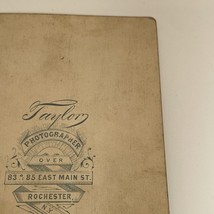 Taylor
PHOTOGRAPHER
OVER
83 & 85 EAST MAIN ST.
ROCHESTER,
N.Y.